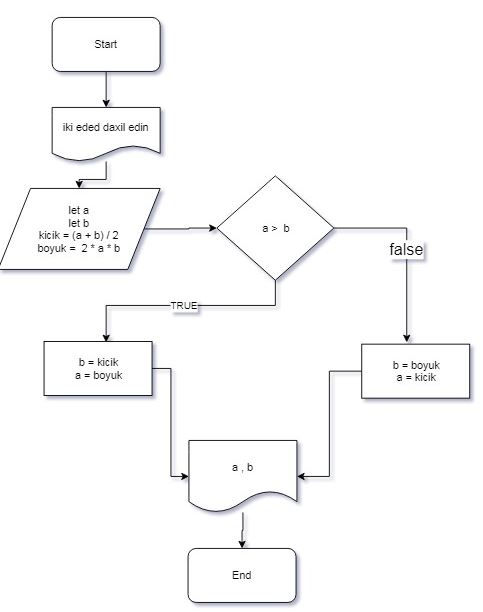 Start
iki eded daxil edin
let a
let b
kicik = (a + b) / 2
boyuk = 2 * a * b
a > b
false
TRUE
b = kicik
a = boyuk
b = boyuk
a = kicik
a , b
End